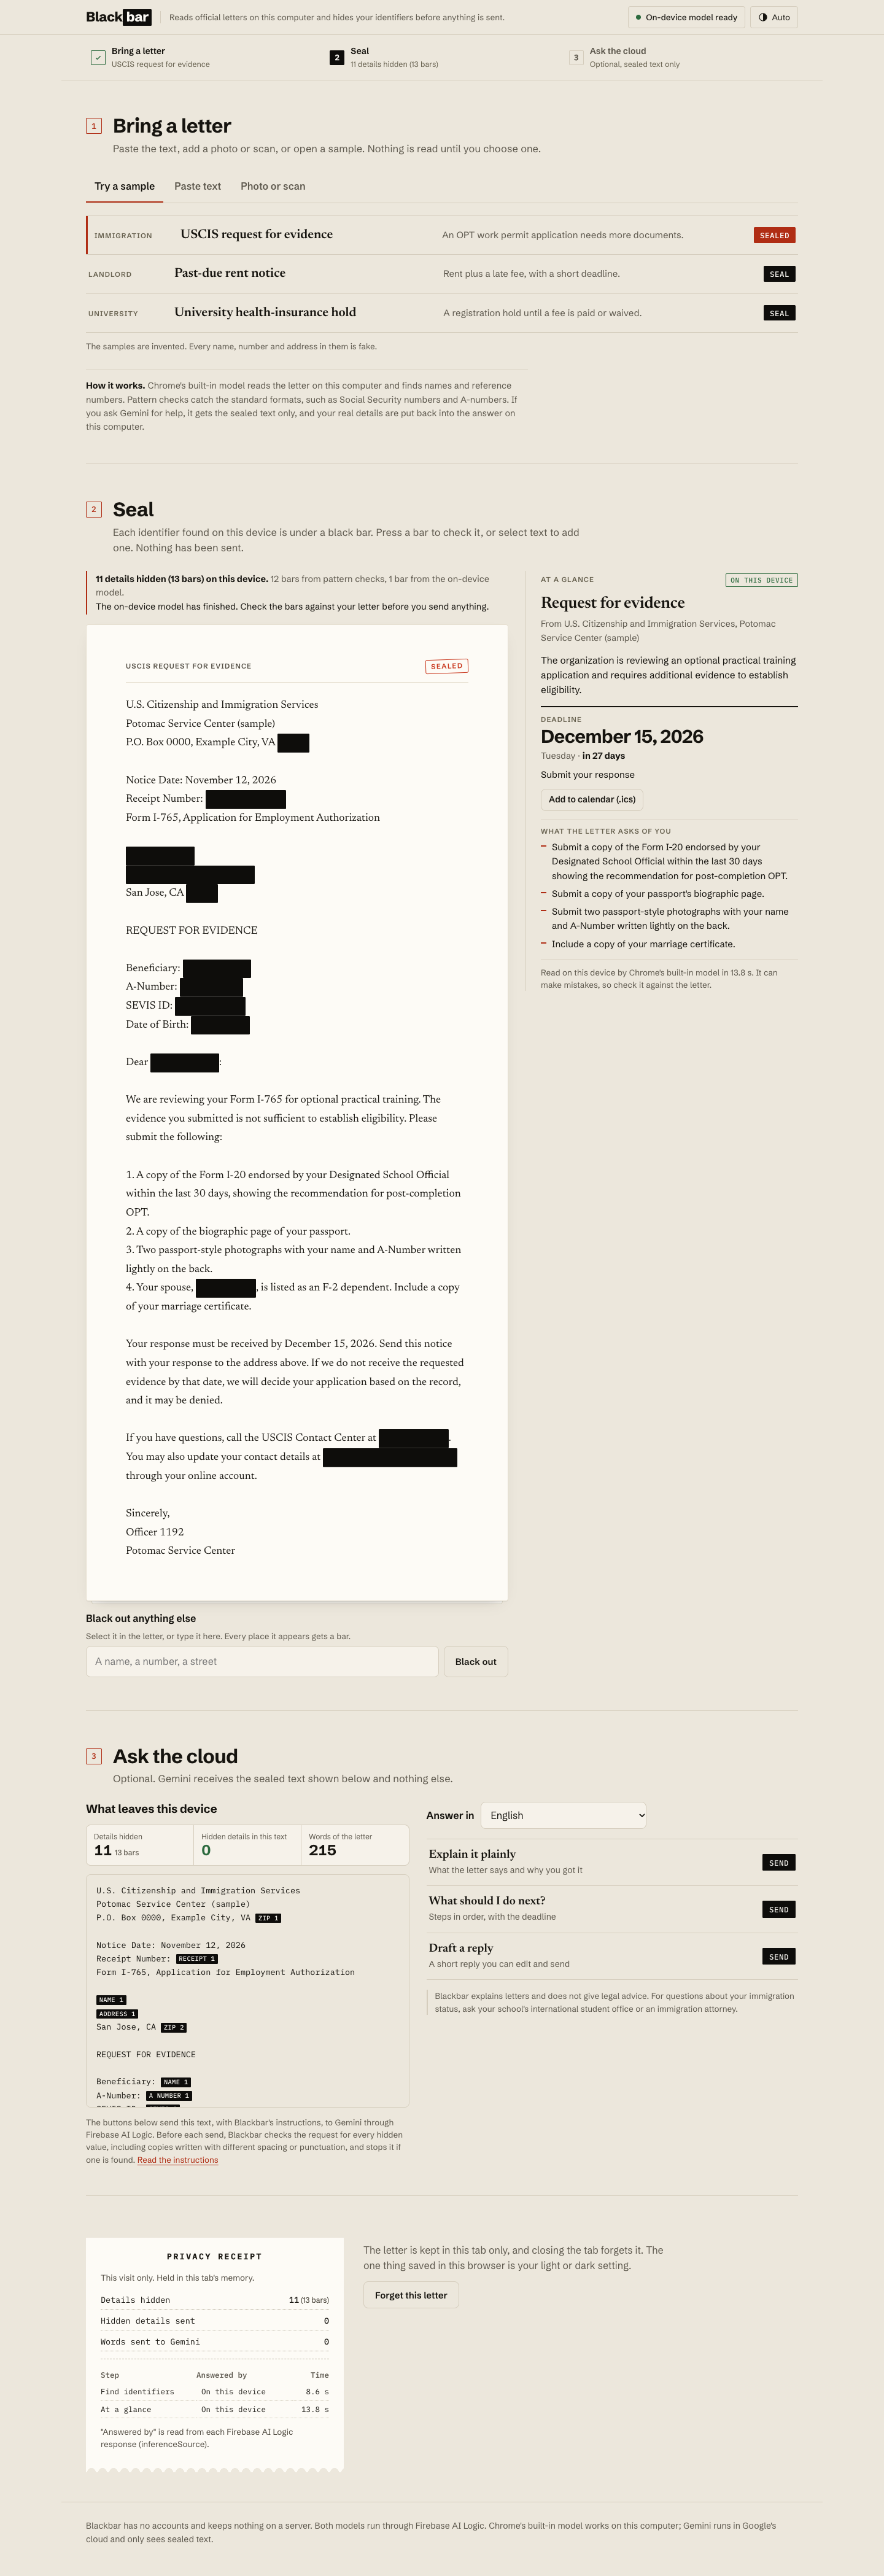 Blackbar
Reads official letters on this computer and hides your identifiers before anything is sent.
On-device model ready
Auto
Bring a letter
USCIS request for evidence
2
Seal
11 details hidden (13 bars)
3
Ask the cloud
Optional, sealed text only
1
Bring a letter
Paste the text, add a photo or scan, or open a sample. Nothing is read until you choose one.
Try a sample
Paste text
Photo or scan
IMMIGRATION
USCIS request for evidence
An OPT work permit application needs more documents.
SEALED
LANDLORD
Past-due rent notice
Rent plus a late fee, with a short deadline.
SEAL
UNIVERSITY
University health-insurance hold
A registration hold until a fee is paid or waived.
SEAL
The samples are invented. Every name, number and address in them is fake.
How it works. Chrome's built-in model reads the letter on this computer and finds names and reference
numbers. Pattern checks catch the standard formats, such as Social Security numbers and A-numbers. If
you ask Gemini for help, it gets the sealed text only, and your real details are put back into the answer on
this computer.
2
Seal
Each identifier found on this device is under a black bar. Press a bar to check it, or select text to add
one. Nothing has been sent.
11 details hidden (13 bars) on this device. 12 bars from pattern checks, 1 bar from the on-device
model.
The on-device model has finished. Check the bars against your letter before you send anything.
USCIS REQUEST FOR EVIDENCE
SEALED
U.S. Citizenship and Immigration Services
Potomac Service Center (sample)
P.O. Box 0000, Example City, VA
Notice Date: November 12, 2026
Receipt Number:
Form I-765, Application for Employment Authorization
San Jose, CA
REQUEST FOR EVIDENCE
Beneficiary:
A-Number:
SEVIS ID:
Date of Birth:
Dear :
We are reviewing your Form I-765 for optional practical training. The
evidence you submitted is not sufficient to establish eligibility. Please
submit the following:
1. A copy of the Form I-20 endorsed by your Designated School Official
within the last 30 days, showing the recommendation for post-completion
OPT.
2. A copy of the biographic page of your passport.
3. Two passport-style photographs with your name and A-Number written
lightly on the back.
4. Your spouse, , is listed as an F-2 dependent. Include a copy
of your marriage certificate.
Your response must be received by December 15, 2026. Send this notice
with your response to the address above. If we do not receive the requested
evidence by that date, we will decide your application based on the record,
and it may be denied.
If you have questions, call the USCIS Contact Center at .
You may also update your contact details at
through your online account.
Sincerely,
Officer 1192
Potomac Service Center
AT A GLANCE
ON THIS DEVICE
Request for evidence
From U.S. Citizenship and Immigration Services, Potomac
Service Center (sample)
The organization is reviewing an optional practical training
application and requires additional evidence to establish
eligibility.
DEADLINE
December 15, 2026
Tuesday · in 27 days
Submit your response
Add to calendar (.ics)
WHAT THE LETTER ASKS OF YOU
Submit a copy of the Form I-20 endorsed by your
Designated School Official within the last 30 days
showing the recommendation for post-completion OPT.
Submit a copy of your passport's biographic page.
Submit two passport-style photographs with your name
and A-Number written lightly on the back.
Include a copy of your marriage certificate.
Read on this device by Chrome's built-in model in 13.8 s. It can
make mistakes, so check it against the letter.
Black out anything else
Select it in the letter, or type it here. Every place it appears gets a bar.
A name, a number, a street
Black out
3
Ask the cloud
Optional. Gemini receives the sealed text shown below and nothing else.
What leaves this device
Details hidden
11 13 bars
Hidden details in this text
0
Words of the letter
215
U.S. Citizenship and Immigration Services
Potomac Service Center (sample)
P.O. Box 0000, Example City, VA ZIP 1
Notice Date: November 12, 2026
Receipt Number: RECEIPT 1
Form I-765, Application for Employment Authorization
NAME 1
ADDRESS 1
San Jose, CA ZIP 2
REQUEST FOR EVIDENCE
Beneficiary: NAME 1
A-Number: A NUMBER 1
The buttons below send this text, with Blackbar's instructions, to Gemini through
Firebase AI Logic. Before each send, Blackbar checks the request for every hidden
value, including copies written with different spacing or punctuation, and stops it if
one is found. Read the instructions
Answer in
English
Explain it plainly
What the letter says and why you got it
SEND
What should I do next?
Steps in order, with the deadline
SEND
Draft a reply
A short reply you can edit and send
SEND
Blackbar explains letters and does not give legal advice. For questions about your immigration
status, ask your school's international student office or an immigration attorney.
PRIVACY RECEIPT
This visit only. Held in this tab's memory.
Details hidden 11 (13 bars)
Hidden details sent 0
Words sent to Gemini 0
Step Answered by Time
Find identifiers On this device 8.6 s
At a glance On this device 13.8 s
"Answered by" is read from each Firebase AI Logic
response (inferenceSource).
The letter is kept in this tab only, and closing the tab forgets it. The
one thing saved in this browser is your light or dark setting.
Forget this letter
Blackbar has no accounts and keeps nothing on a server. Both models run through Firebase AI Logic. Chrome's built-in model works on this computer; Gemini runs in Google's
cloud and only sees sealed text.